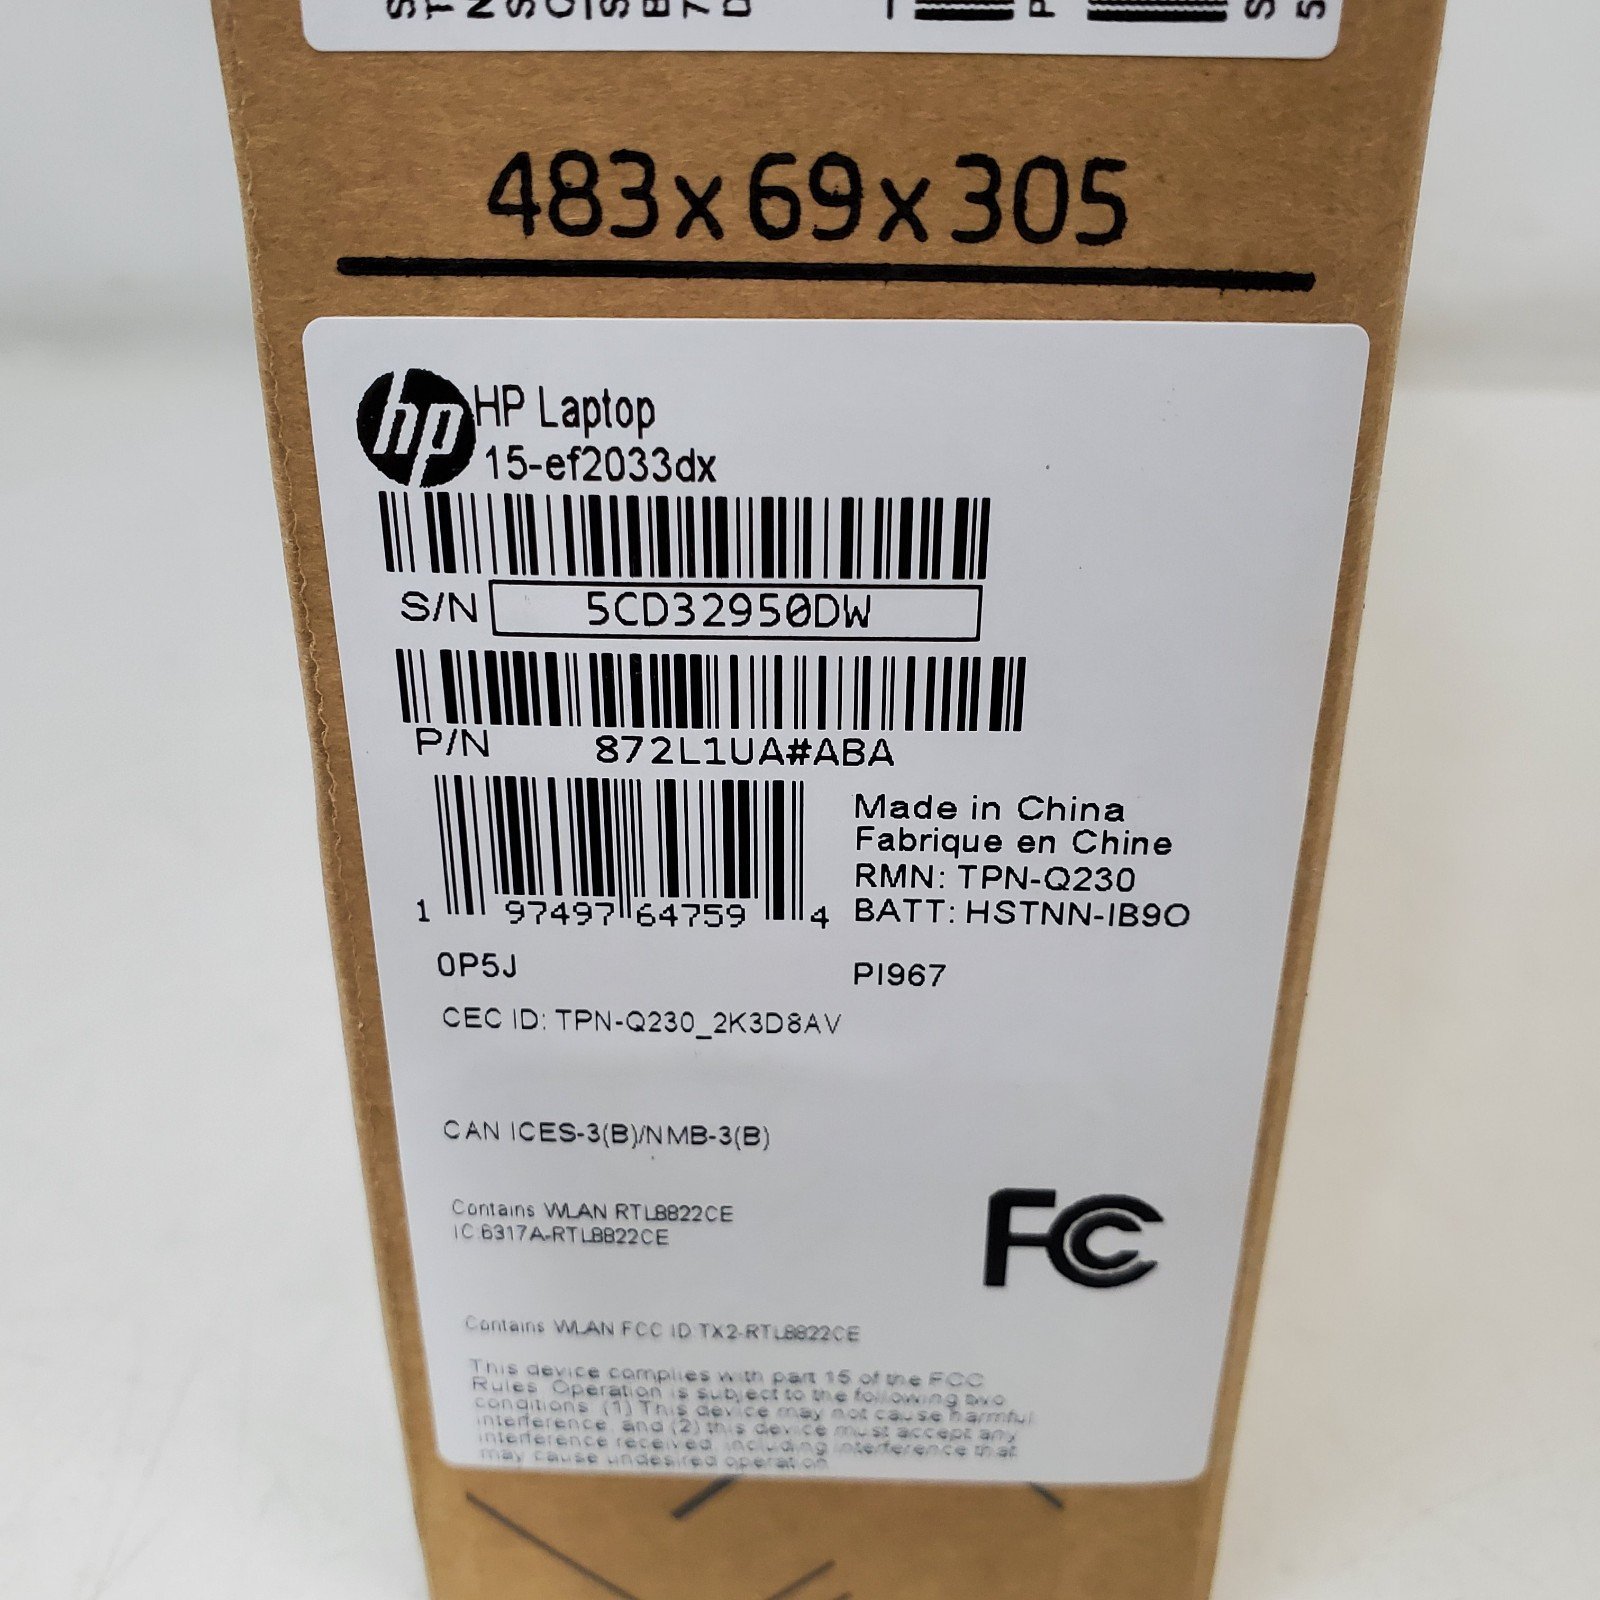 483x69x305
hp
HP Laptop
15-ef2033dx
S/N 5CD32950DW
P/N 872L1UA#ABA
1 97497 64759 4
Made in China
Fabrique en Chine
RMN: TPN-Q230
BATT: HSTNN-IB9O
0P5J
PI967
CEC ID: TPN-Q230_2K3D8AV
CAN ICES-3(B)/NMB-3(B)
Contains WLAN RTL8822CE
IC:6317A-RTL8822CE
FC
Contains WLAN FCC ID:TX2-RTL8822CE
This device complies with part 15 of the FCC
Rules. Operation is subject to the following two
conditions: (1) This device may not cause harmful
interference, and (2) this device must accept any
interference received, including interference that
may cause undesired operation.